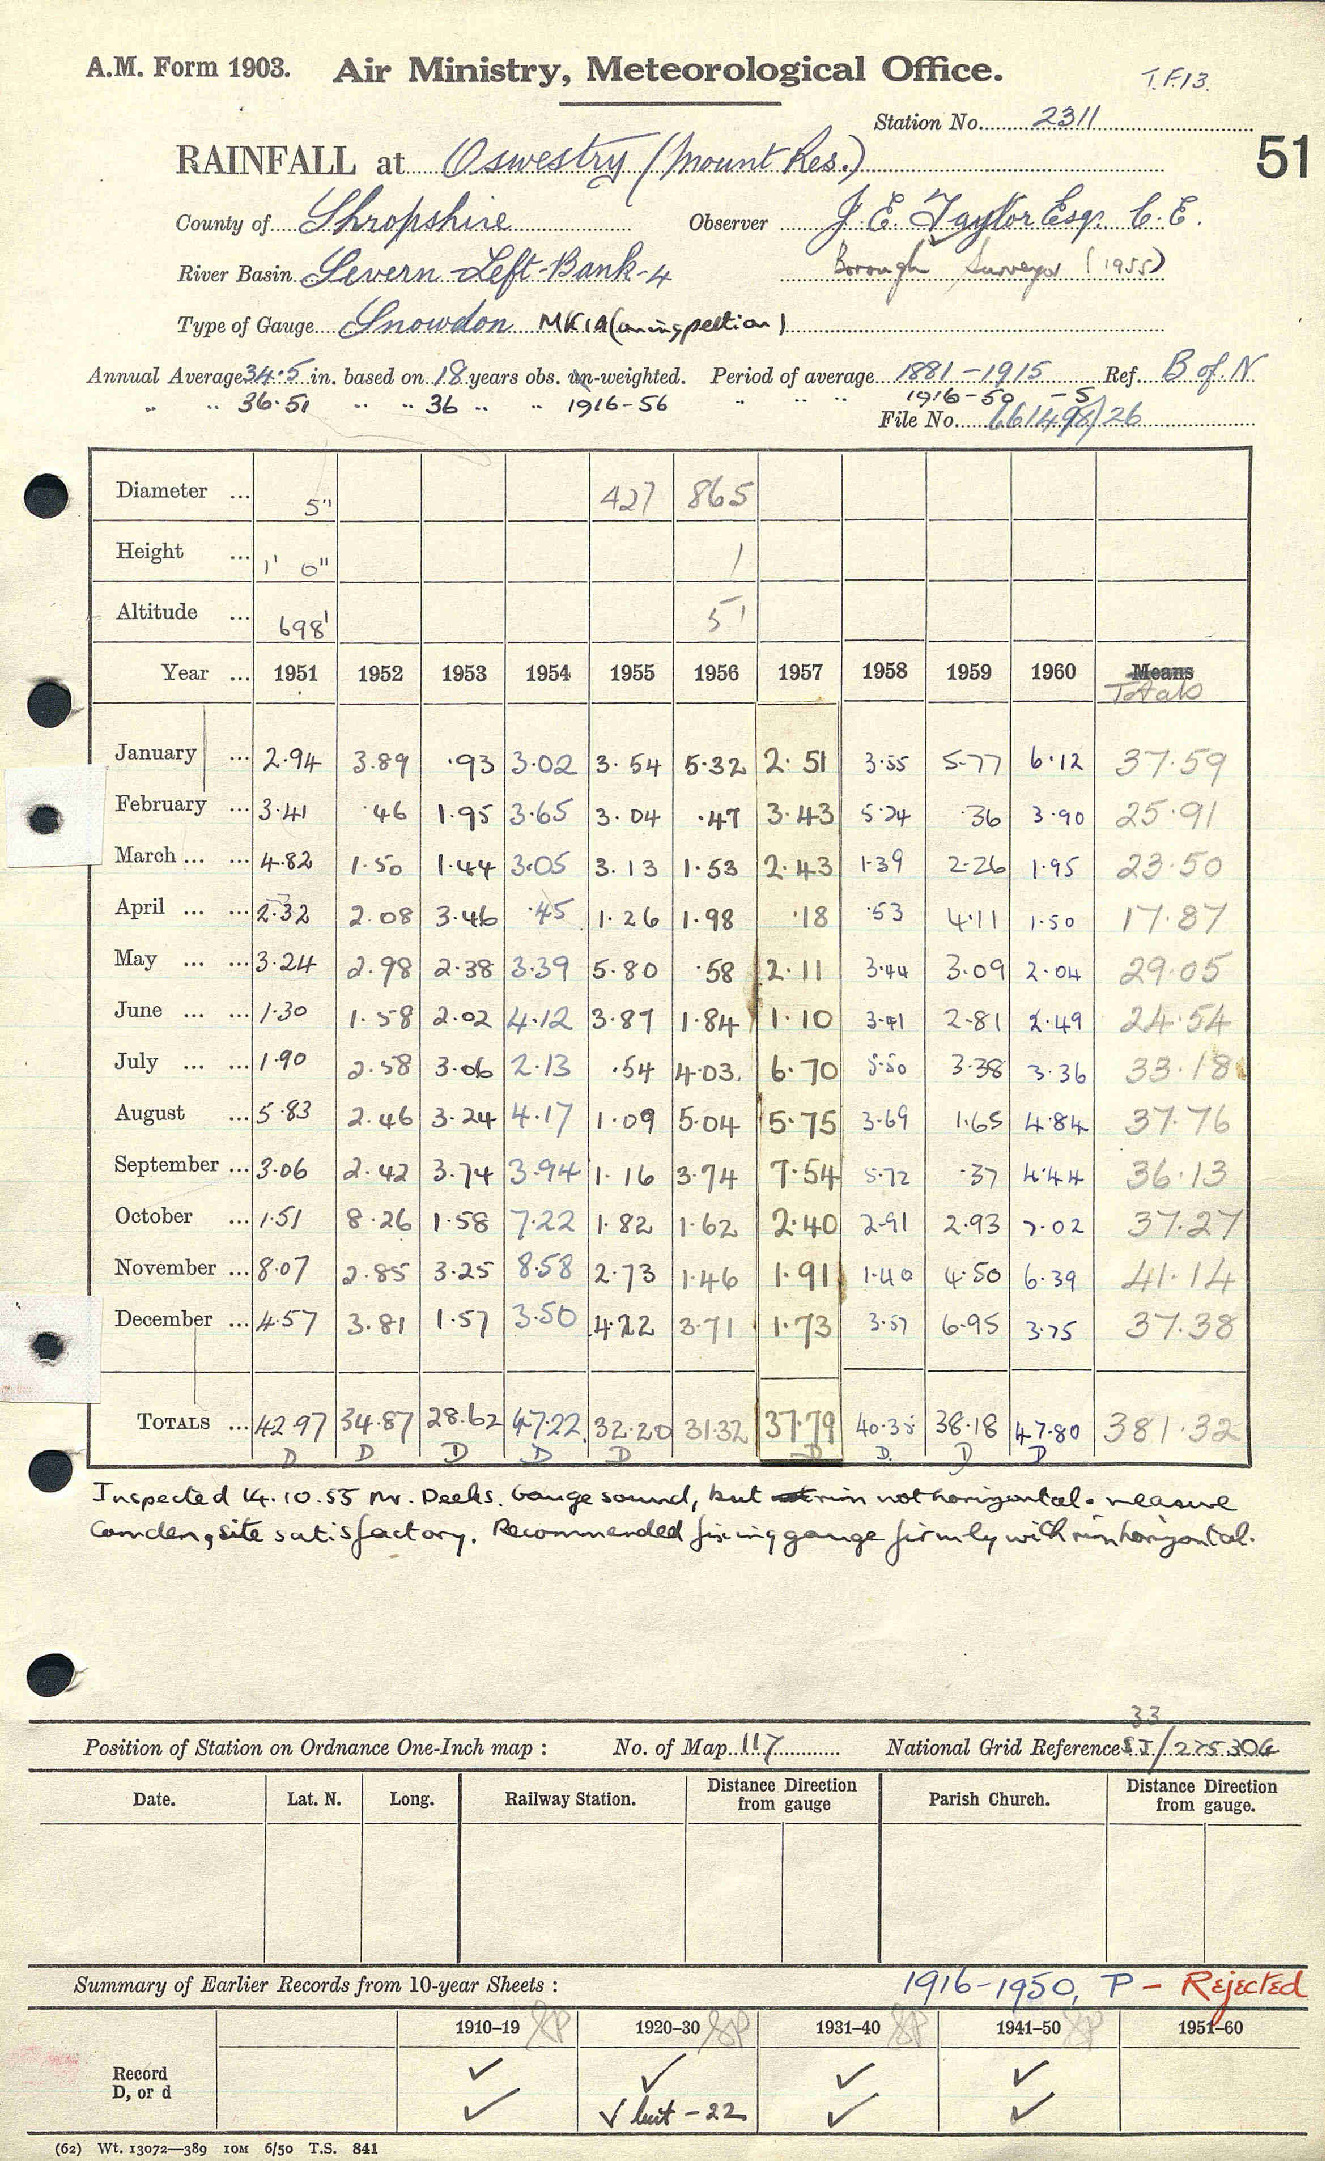 A.M. Form 1903. Air Ministry, Meteorological Office. T.F.13.
Station No. 2311
51
RAINFALL at Oswestry (Mount Res.)
County of Shropshire Observer J. E. Taylor Esq. C.E.
River Basin Severn-Left-Bank-4 Borough Surveyor (1955)
Type of Gauge Snowdon MK1A (on inspection)
Annual Average 34.5 in. based on 18 years obs. un-weighted. Period of average 1881-1915 Ref. B of N
" " 36.51 " " 36 " " 1916-56 " " " 1916-50 -5
File No. 661498/26
Diameter ... 5" 427 865
Height ... 1' 0" 1
Altitude ... 698' 51
Year ... 1951 1952 1953 1954 1955 1956 1957 1958 1959 1960 Means
Totals
January ... 2.94 3.89 .93 3.02 3.54 5.32 2.51 3.55 5.77 6.12 37.59
February ... 3.41 .46 1.95 3.65 3.04 .47 3.43 5.24 .36 3.90 25.91
March ... ... 4.82 1.50 1.44 3.05 3.13 1.53 2.43 1.39 2.26 1.95 23.50
April ... ... 2.32 2.08 3.46 .45 1.26 1.98 .18 .53 4.11 1.50 17.87
May ... ... 3.24 2.98 2.38 3.39 5.80 .58 2.11 3.44 3.09 2.04 29.05
June ... ... 1.30 1.58 2.02 4.12 3.87 1.84 1.10 3.41 2.81 2.49 24.54
July ... ... 1.90 2.58 3.06 2.13 .54 4.03 6.70 5.50 3.38 3.36 33.18
August ... 5.83 2.46 3.24 4.17 1.09 5.04 5.75 3.69 1.65 4.84 37.76
September ... 3.06 2.42 3.74 3.94 1.16 3.74 7.54 5.72 .37 4.44 36.13
October ... 1.51 8.26 1.58 7.22 1.82 1.62 2.40 2.91 2.93 7.02 37.27
November ... 8.07 2.85 3.25 8.58 2.73 1.46 1.91 1.40 4.50 6.39 41.14
December ... 4.57 3.81 1.57 3.50 4.22 3.71 1.73 3.57 6.95 3.75 37.38
TOTALS ... 42.97 34.87 28.62 47.22 32.20 31.32 37.79 40.35 38.18 47.80 381.32
D D D D D D D D D
Inspected 14.10.55 Mr. Deeks. Gauge sound, but rim not horizontal. measure
Camden, site satisfactory. Recommended fixing gauge firmly with rim horizontal.
33
Position of Station on Ordnance One-Inch map : No. of Map 117 National Grid Reference SJ/275306
Date. Lat. N. Long. Railway Station. Distance Direction from gauge Parish Church. Distance Direction from gauge.
Summary of Earlier Records from 10-year Sheets : 1916-1950, P - Rejected
1910-19 1920-30 1931-40 1941-50 1951-60
Record ✓ ✓ ✓ ✓
D, or d ✓ ✓ but -22 ✓ ✓
(62) Wt. 13072—389 10M 6/50 T.S. 841